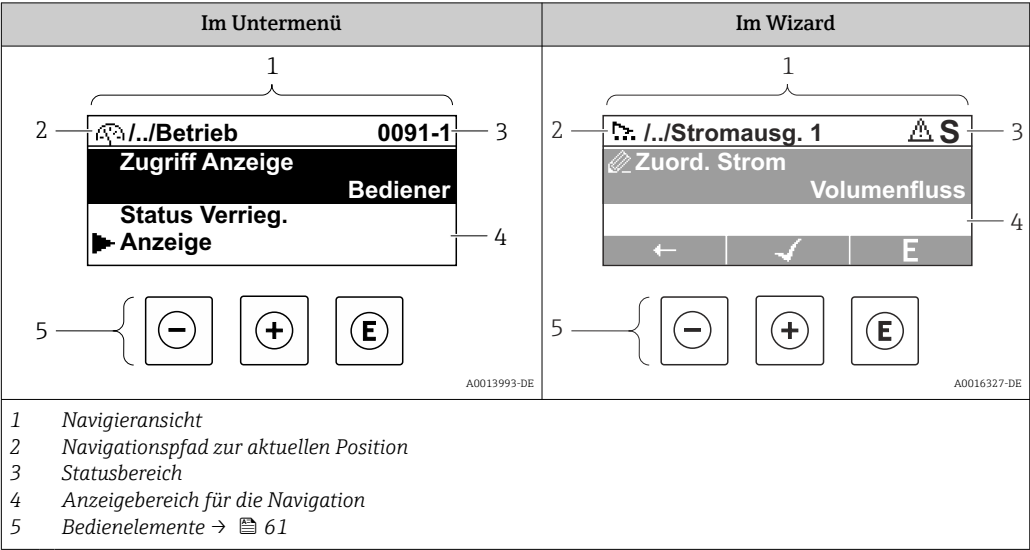 Im Untermenü
Im Wizard
1
2
/../Betrieb 0091-1
3
Zugriff Anzeige
Bediener
Status Verrieg.
Anzeige
4
5
- + E
A0013993-DE
1
2
/../Stromausg. 1 S
3
Zuord. Strom
Volumenfluss
4
← ✓ E
5
- + E
A0016327-DE
1 Navigieransicht
2 Navigationspfad zur aktuellen Position
3 Statusbereich
4 Anzeigebereich für die Navigation
5 Bedienelemente → 61